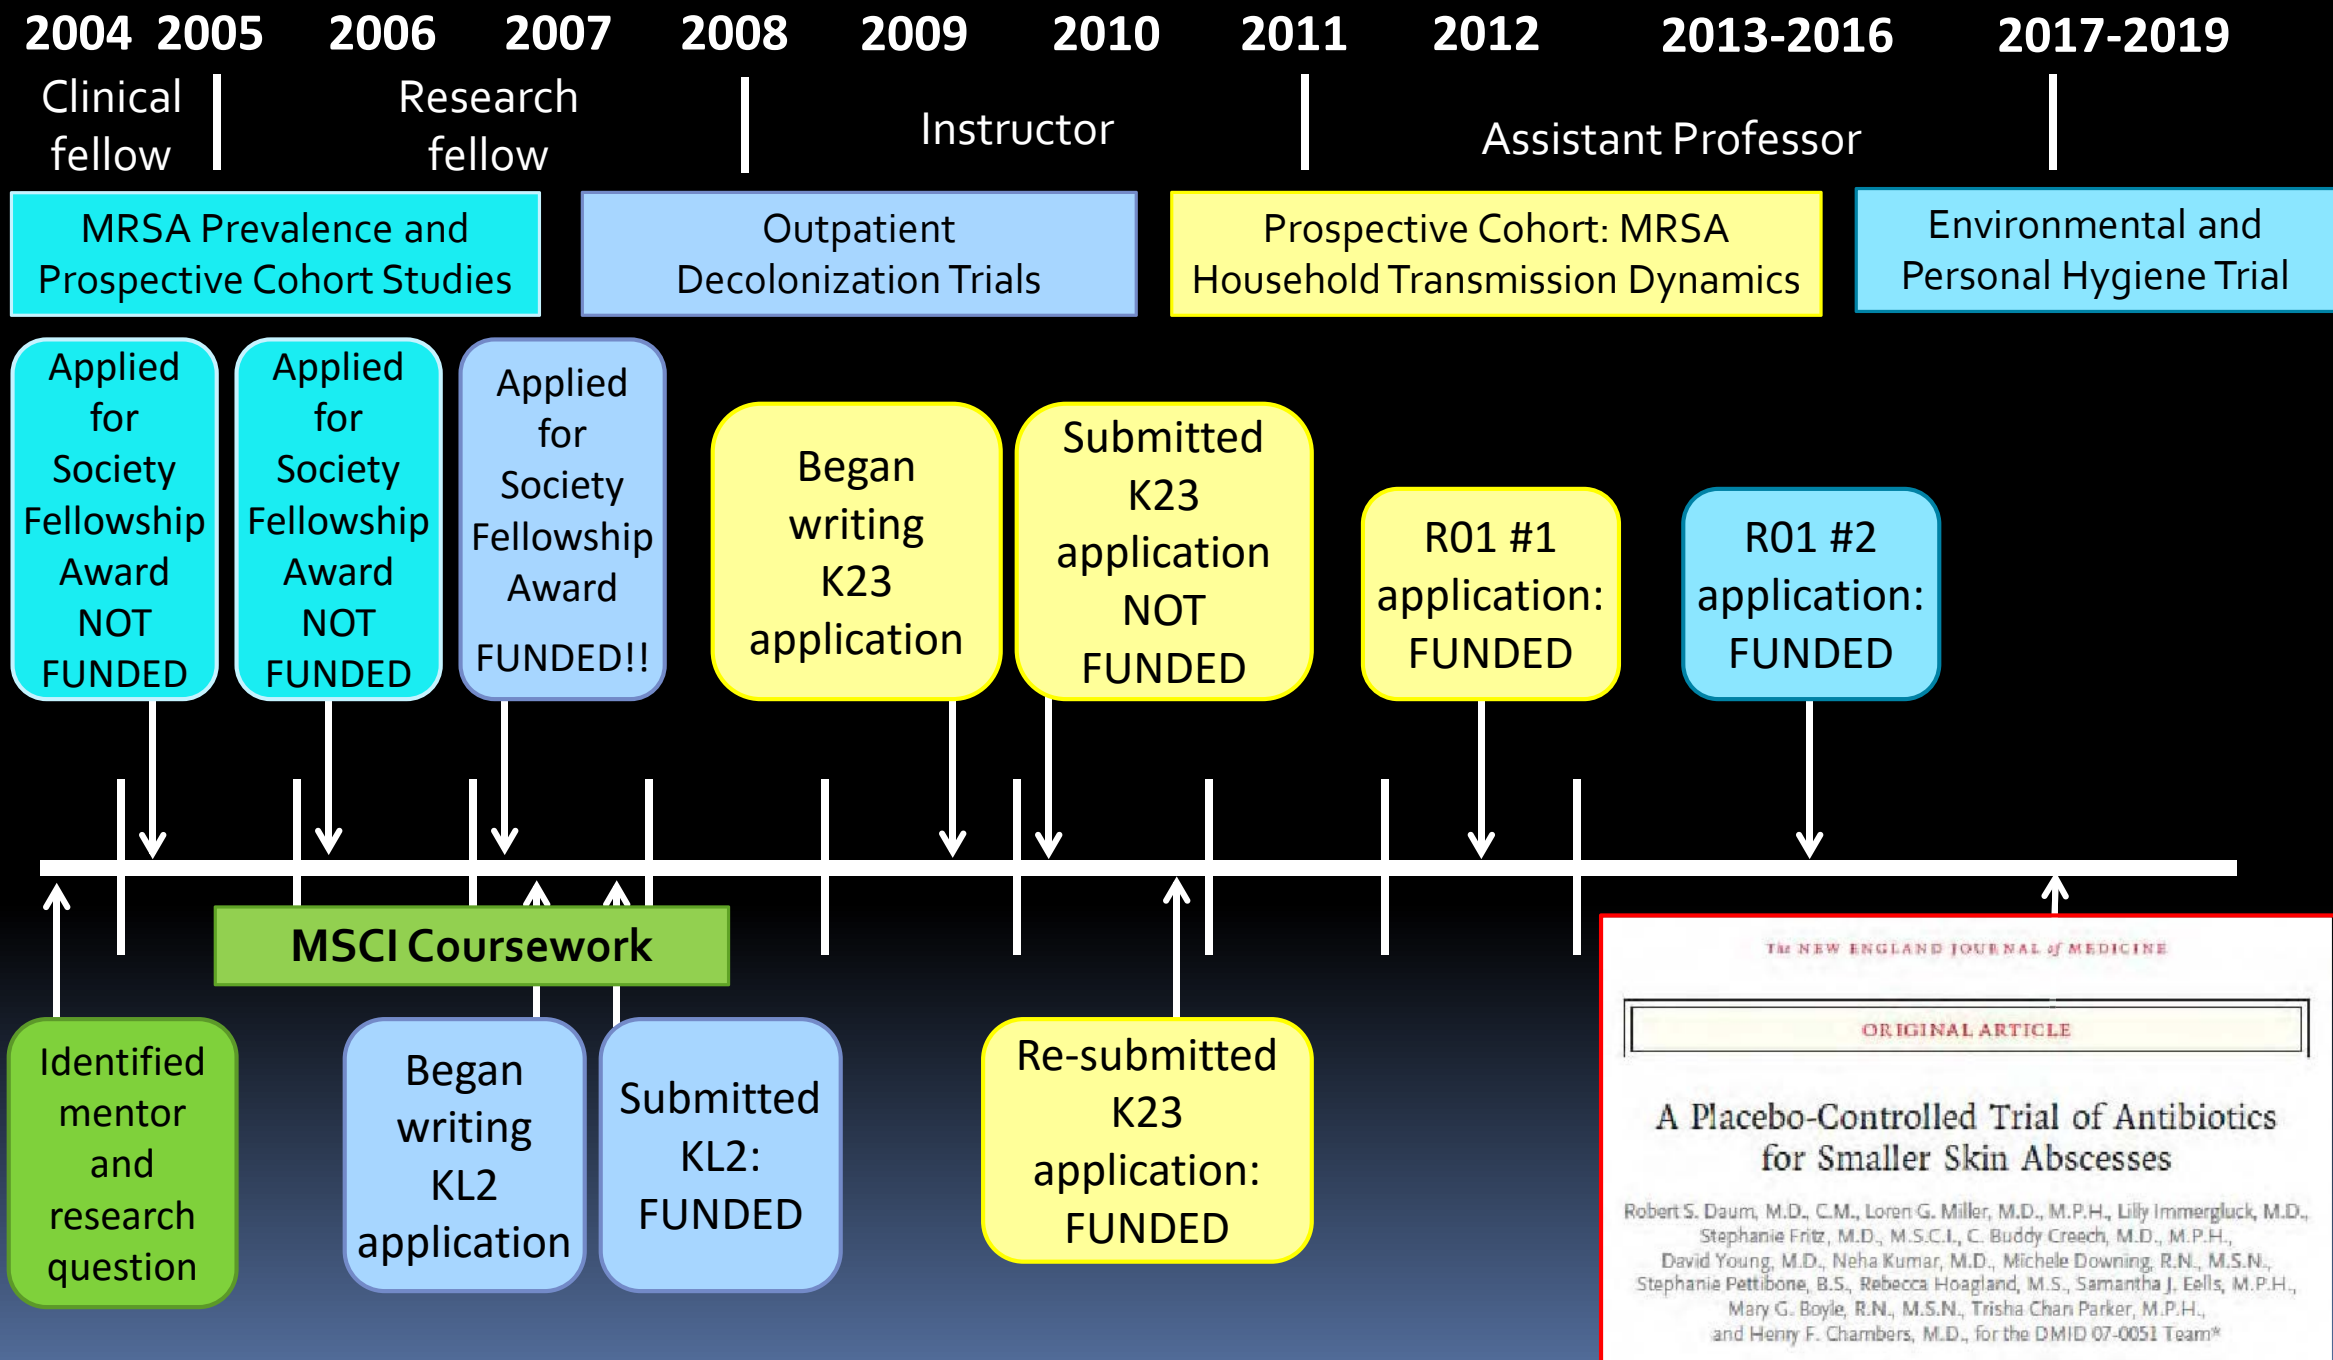 2004 2005 2006 2007 2008 2009 2010 2011 2012 2013-2016 2017-2019
Clinical
fellow
Research
fellow
Instructor
Assistant Professor
MRSA Prevalence and
Prospective Cohort Studies
Outpatient
Decolonization Trials
Prospective Cohort: MRSA
Household Transmission Dynamics
Environmental and
Personal Hygiene Trial
Applied
for
Society
Fellowship
Award
NOT
FUNDED
Applied
for
Society
Fellowship
Award
NOT
FUNDED
Applied
for
Society
Fellowship
Award
FUNDED!!
Began
writing
K23
application
Submitted
K23
application
NOT
FUNDED
R01 #1
application:
FUNDED
R01 #2
application:
FUNDED
MSCI Coursework
Identified
mentor
and
research
question
Began
writing
KL2
application
Submitted
KL2:
FUNDED
Re-submitted
K23
application:
FUNDED
The NEW ENGLAND JOURNAL of MEDICINE
ORIGINAL ARTICLE
A Placebo-Controlled Trial of Antibiotics
for Smaller Skin Abscesses
Robert S. Daum, M.D., C.M., Loren G. Miller, M.D., M.P.H., Lilly Immergluck, M.D.,
Stephanie Fritz, M.D., M.S.C.I., C. Buddy Creech, M.D., M.P.H.,
David Young, M.D., Neha Kumar, M.D., Michele Downing, R.N., M.S.N.,
Stephanie Pettibone, B.S., Rebecca Hoagland, M.S., Samantha J. Eells, M.P.H.,
Mary G. Boyle, R.N., M.S.N., Trisha Chan Parker, M.P.H.,
and Henry F. Chambers, M.D., for the DMID 07-0051 Team*